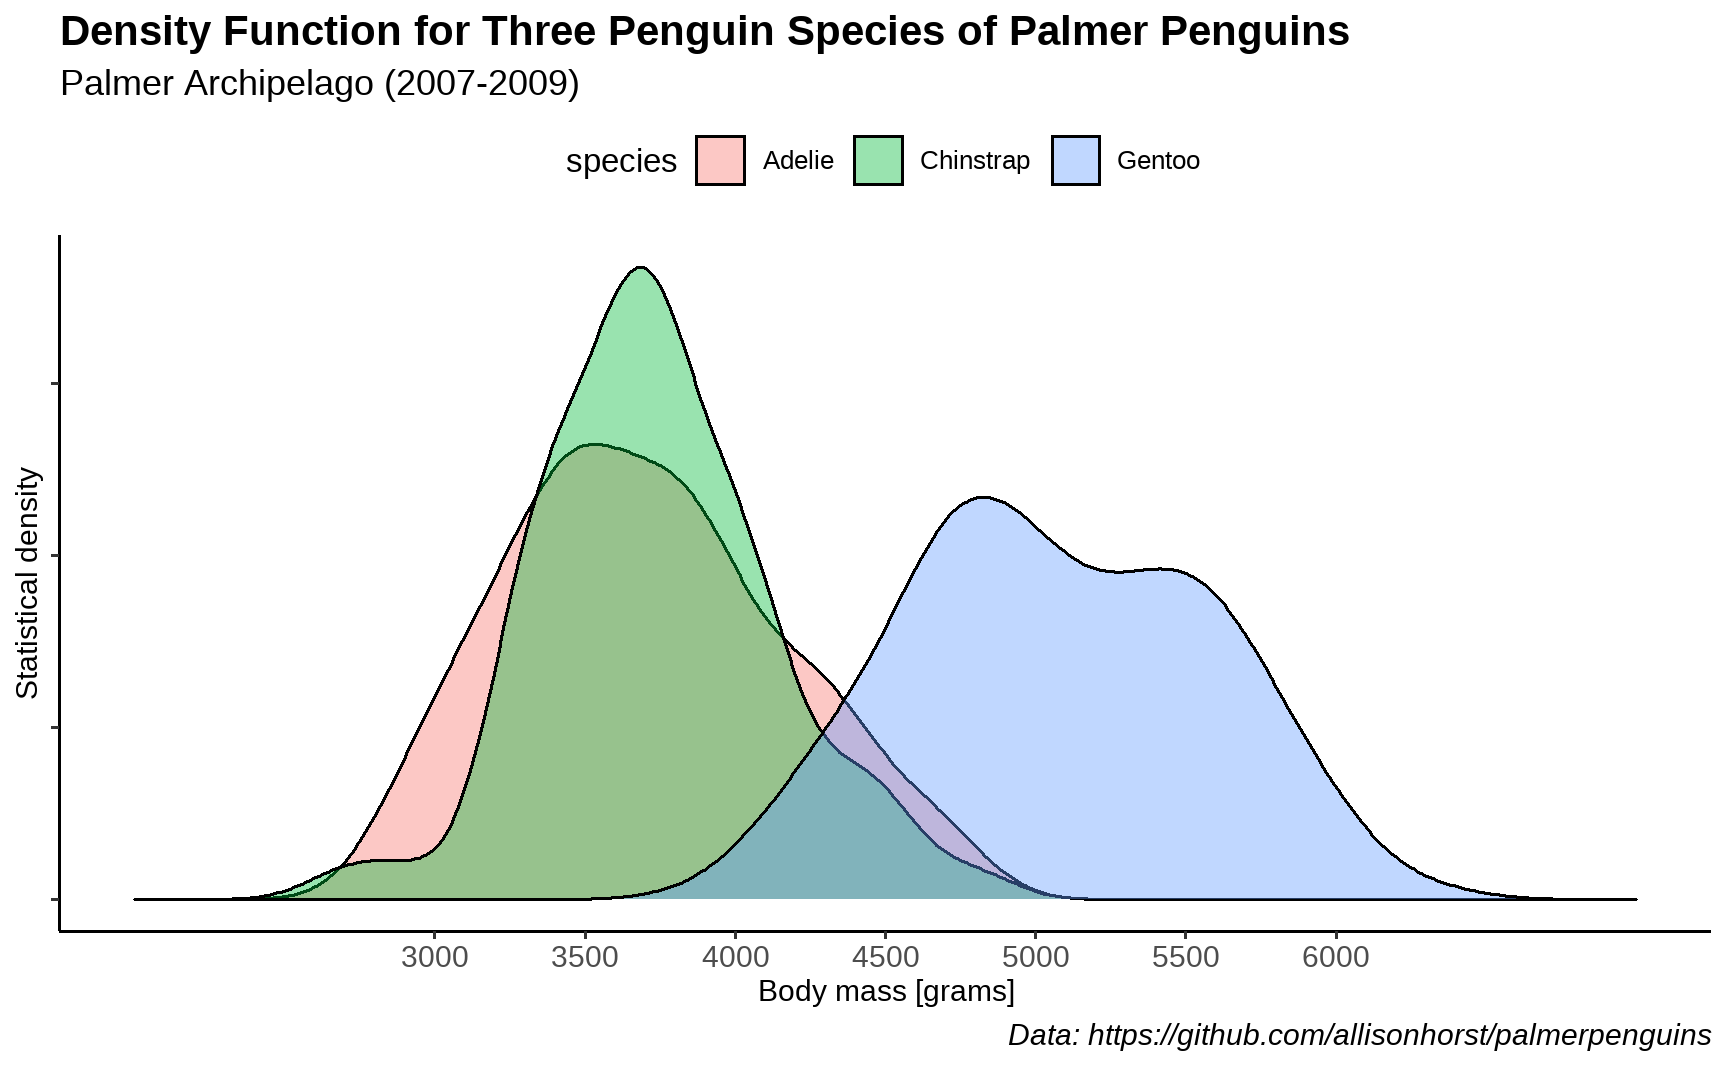 Density Function for Three Penguin Species of Palmer Penguins
Palmer Archipelago (2007-2009)
species Adelie Chinstrap Gentoo
Statistical density
3000 3500 4000 4500 5000 5500 6000
Body mass [grams]
Data: https://github.com/allisonhorst/palmerpenguins